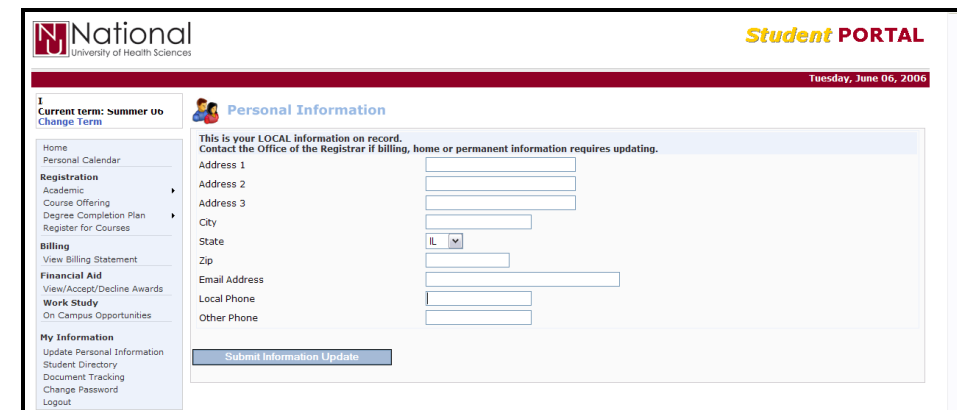 National
University of Health Sciences
Student PORTAL
Tuesday, June 06, 2006
I
Current term: Summer 06
Change Term
Home
Personal Calendar
Registration
Academic
Course Offering
Degree Completion Plan
Register for Courses
Billing
View Billing Statement
Financial Aid
View/Accept/Decline Awards
Work Study
On Campus Opportunities
My Information
Update Personal Information
Student Directory
Document Tracking
Change Password
Logout
Personal Information
This is your LOCAL information on record.
Contact the Office of the Registrar if billing, home or permanent information requires updating.
Address 1
Address 2
Address 3
City
State
IL
Zip
Email Address
Local Phone
Other Phone
Submit Information Update